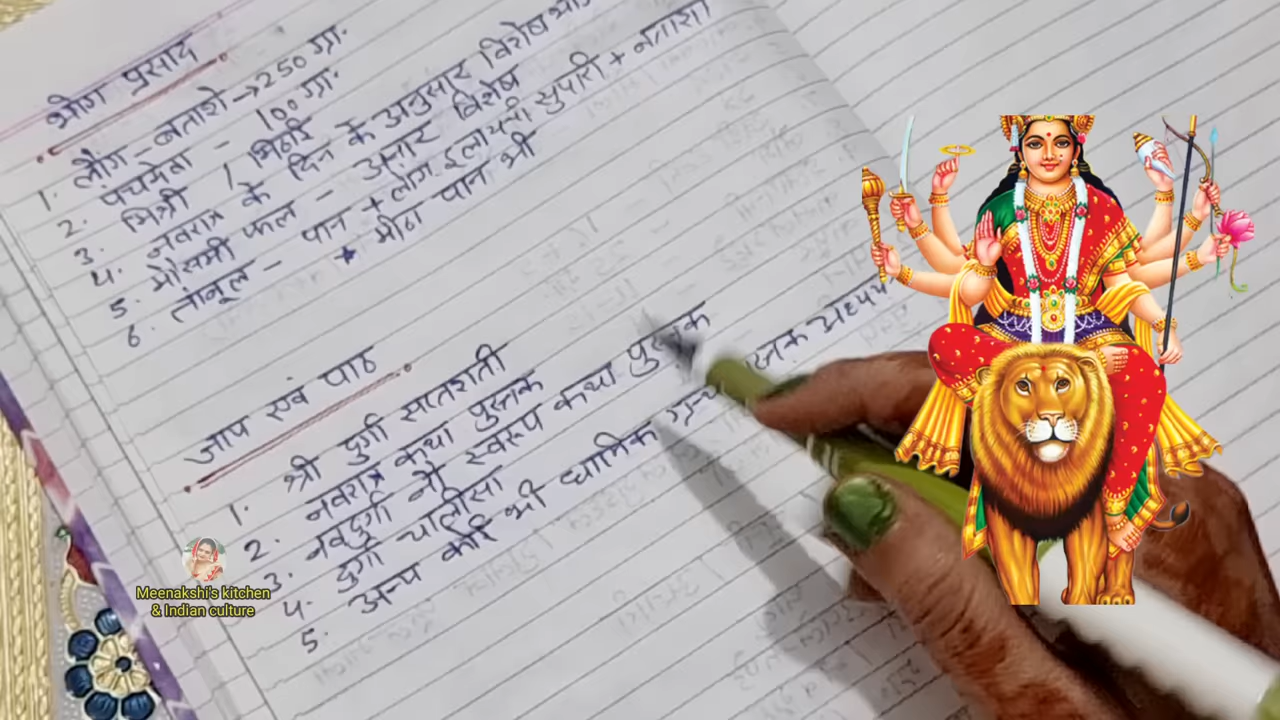 भोग प्रसाद
1. लौंग - बताशे → 250 ग्रा.
2. पंचमेवा - 100 ग्रा.
3. मिश्री / मिठाई
4. नवरात्र के दिन के अनुसार विशेष
5. मौसमी फल - अनार विशेष
6. तांबूल - पान + लौंग इलायची सुपारी + बताशा
* मीठा पान भी
जाप एवं पाठ
1. श्री दुर्गा सप्तशती
2. नवरात्र कथा पुस्तक
3. नवदुर्गा नौ स्वरूप कथा पुस्तक
4. दुर्गा चालीसा
5. अन्य कोई भी धार्मिक ग्रन्थ
Meenakshi's kitchen
& Indian culture